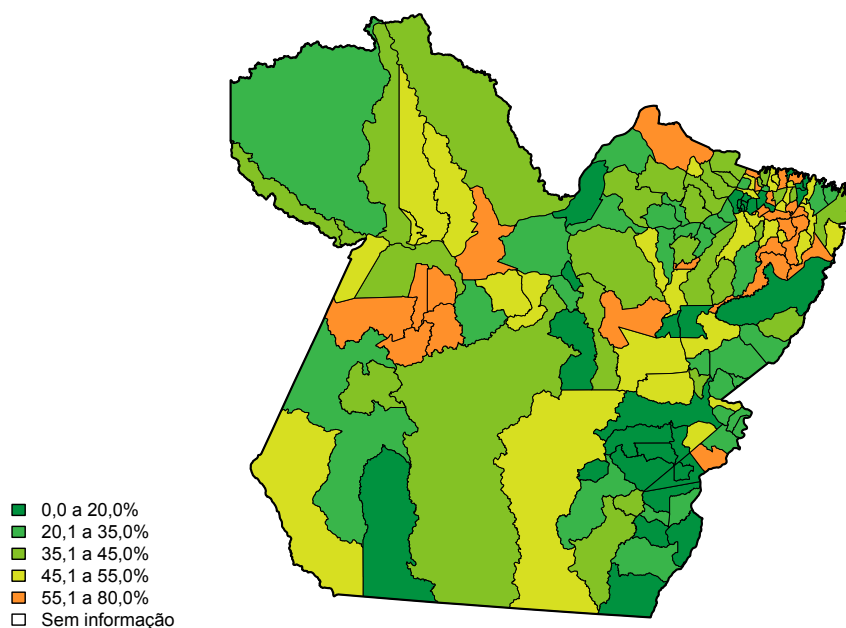 0,0 a 20,0%
20,1 a 35,0%
35,1 a 45,0%
45,1 a 55,0%
55,1 a 80,0%
Sem informação